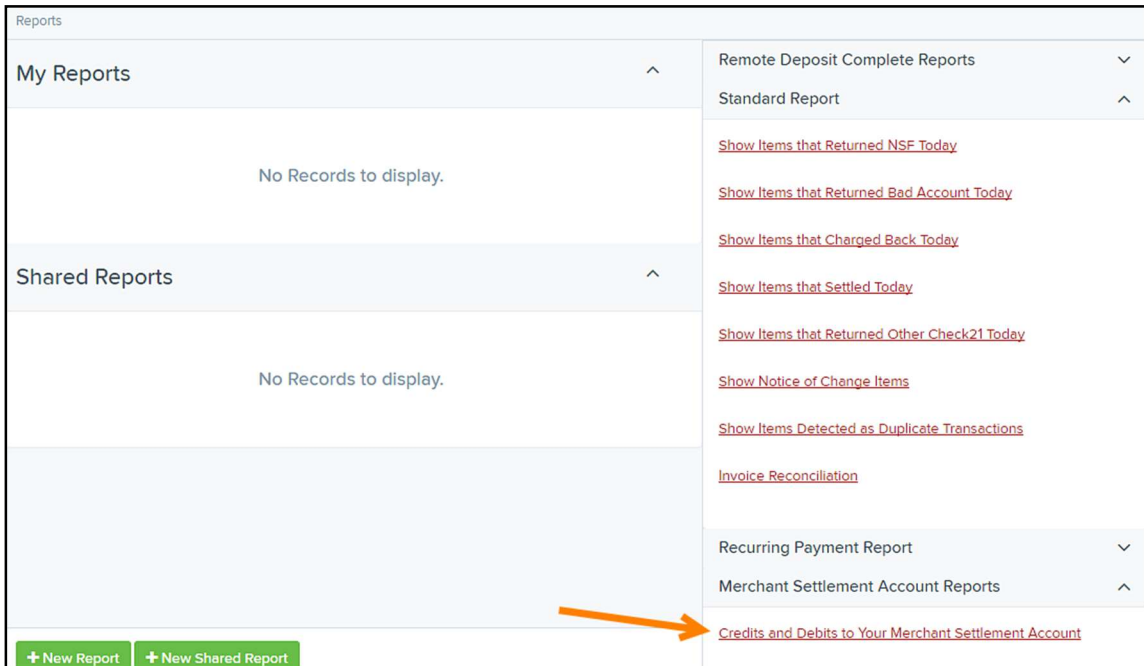 Reports
My Reports
No Records to display.
Shared Reports
No Records to display.
+ New Report
+ New Shared Report
Remote Deposit Complete Reports
Standard Report
Show Items that Returned NSF Today
Show Items that Returned Bad Account Today
Show Items that Charged Back Today
Show Items that Settled Today
Show Items that Returned Other Check21 Today
Show Notice of Change Items
Show Items Detected as Duplicate Transactions
Invoice Reconciliation
Recurring Payment Report
Merchant Settlement Account Reports
Credits and Debits to Your Merchant Settlement Account